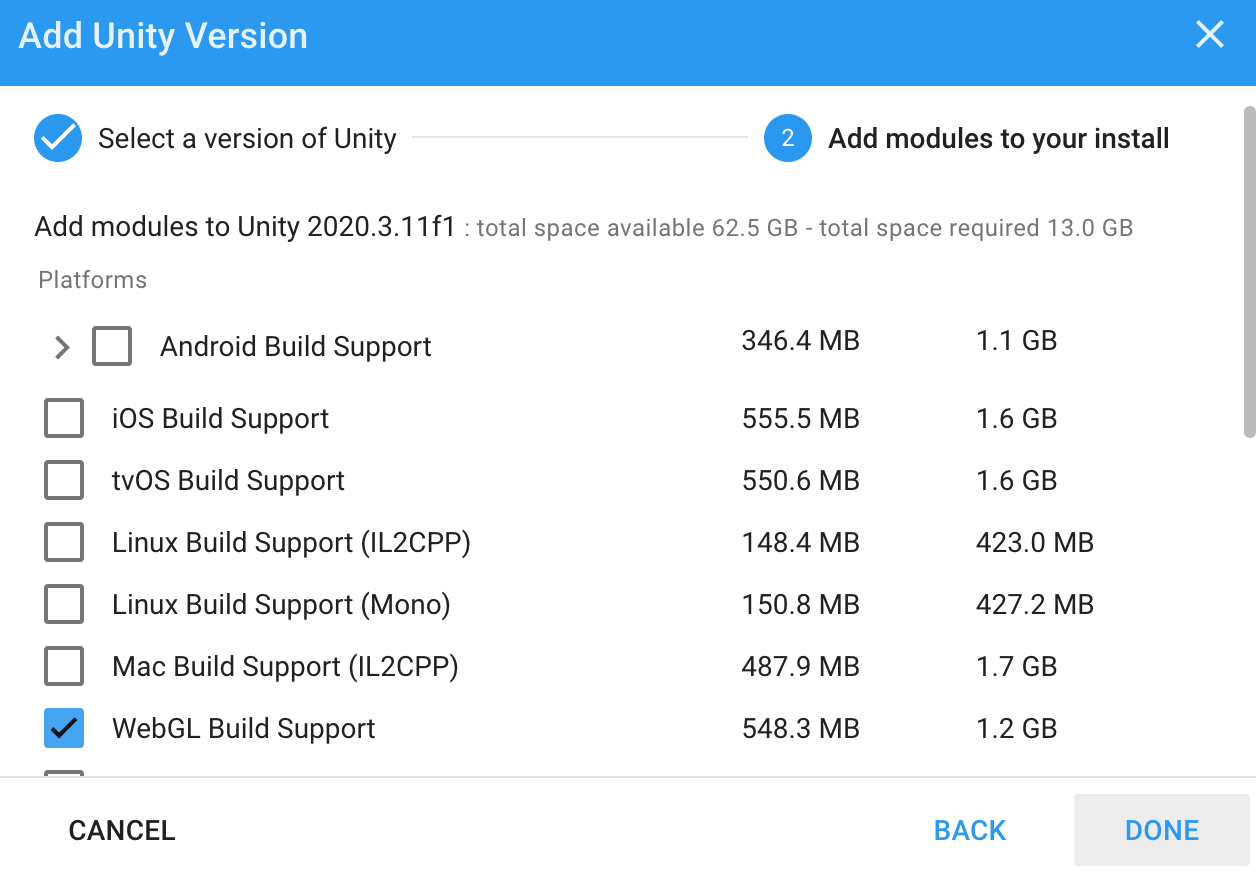 Add Unity Version
Select a version of Unity
2 Add modules to your install
Add modules to Unity 2020.3.11f1 : total space available 62.5 GB - total space required 13.0 GB
Platforms
Android Build Support 346.4 MB 1.1 GB
iOS Build Support 555.5 MB 1.6 GB
tvOS Build Support 550.6 MB 1.6 GB
Linux Build Support (IL2CPP) 148.4 MB 423.0 MB
Linux Build Support (Mono) 150.8 MB 427.2 MB
Mac Build Support (IL2CPP) 487.9 MB 1.7 GB
WebGL Build Support 548.3 MB 1.2 GB
CANCEL BACK DONE